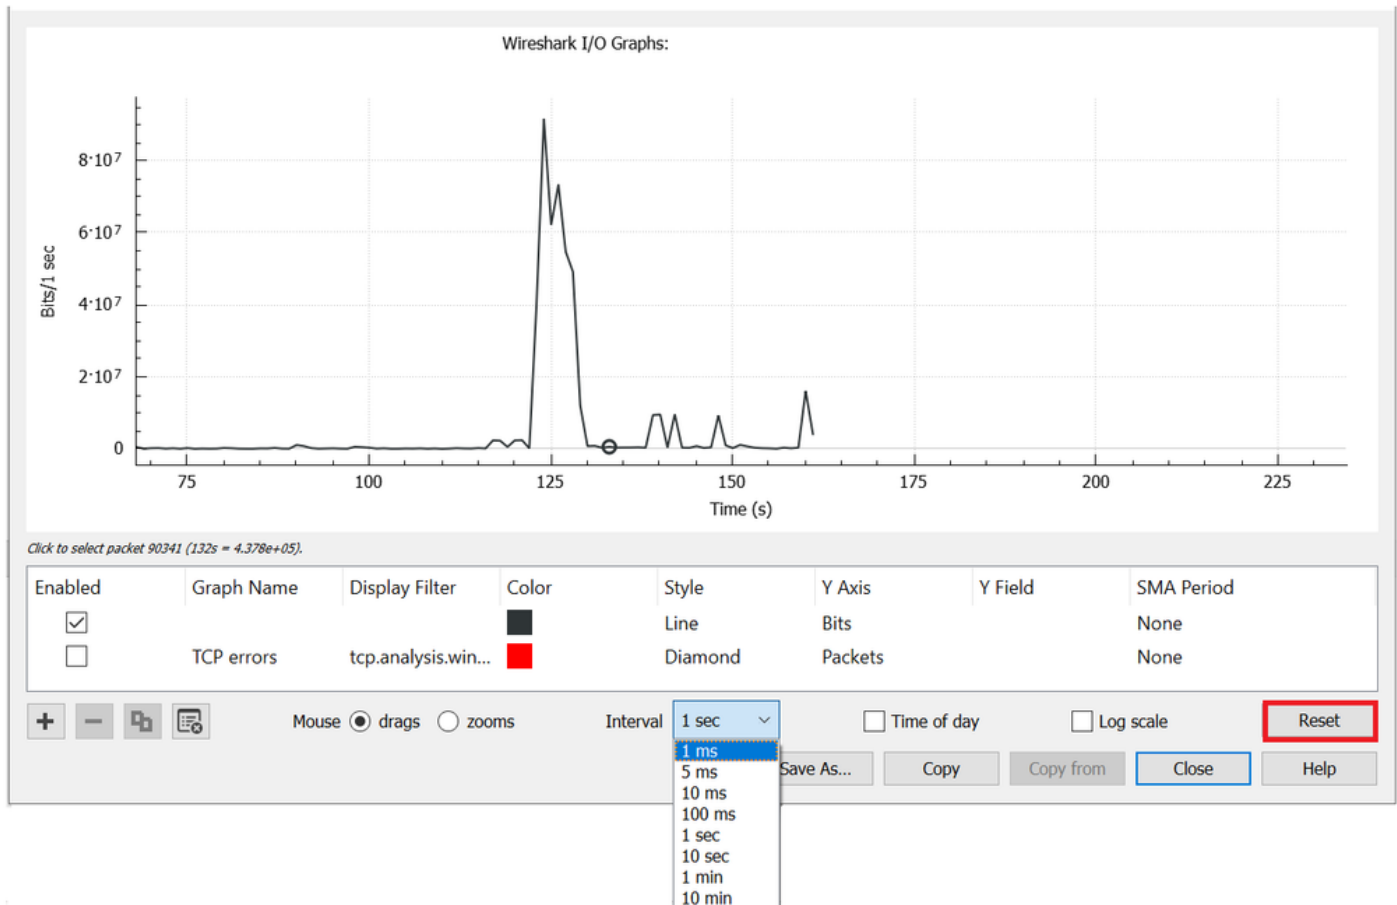 Wireshark I/O Graphs:
8·10⁷
6·10⁷
4·10⁷
2·10⁷
0
Bits/1 sec
75 100 125 150 175 200 225
Time (s)
Click to select packet 90341 (132s = 4.378e+05).
Enabled Graph Name Display Filter Color Style Y Axis Y Field SMA Period
Line Bits None
TCP errors tcp.analysis.win... Diamond Packets None
Mouse drags zooms Interval 1 sec Time of day Log scale Reset
1 ms
Save As... Copy Copy from Close Help
5 ms
10 ms
100 ms
1 sec
10 sec
1 min
10 min